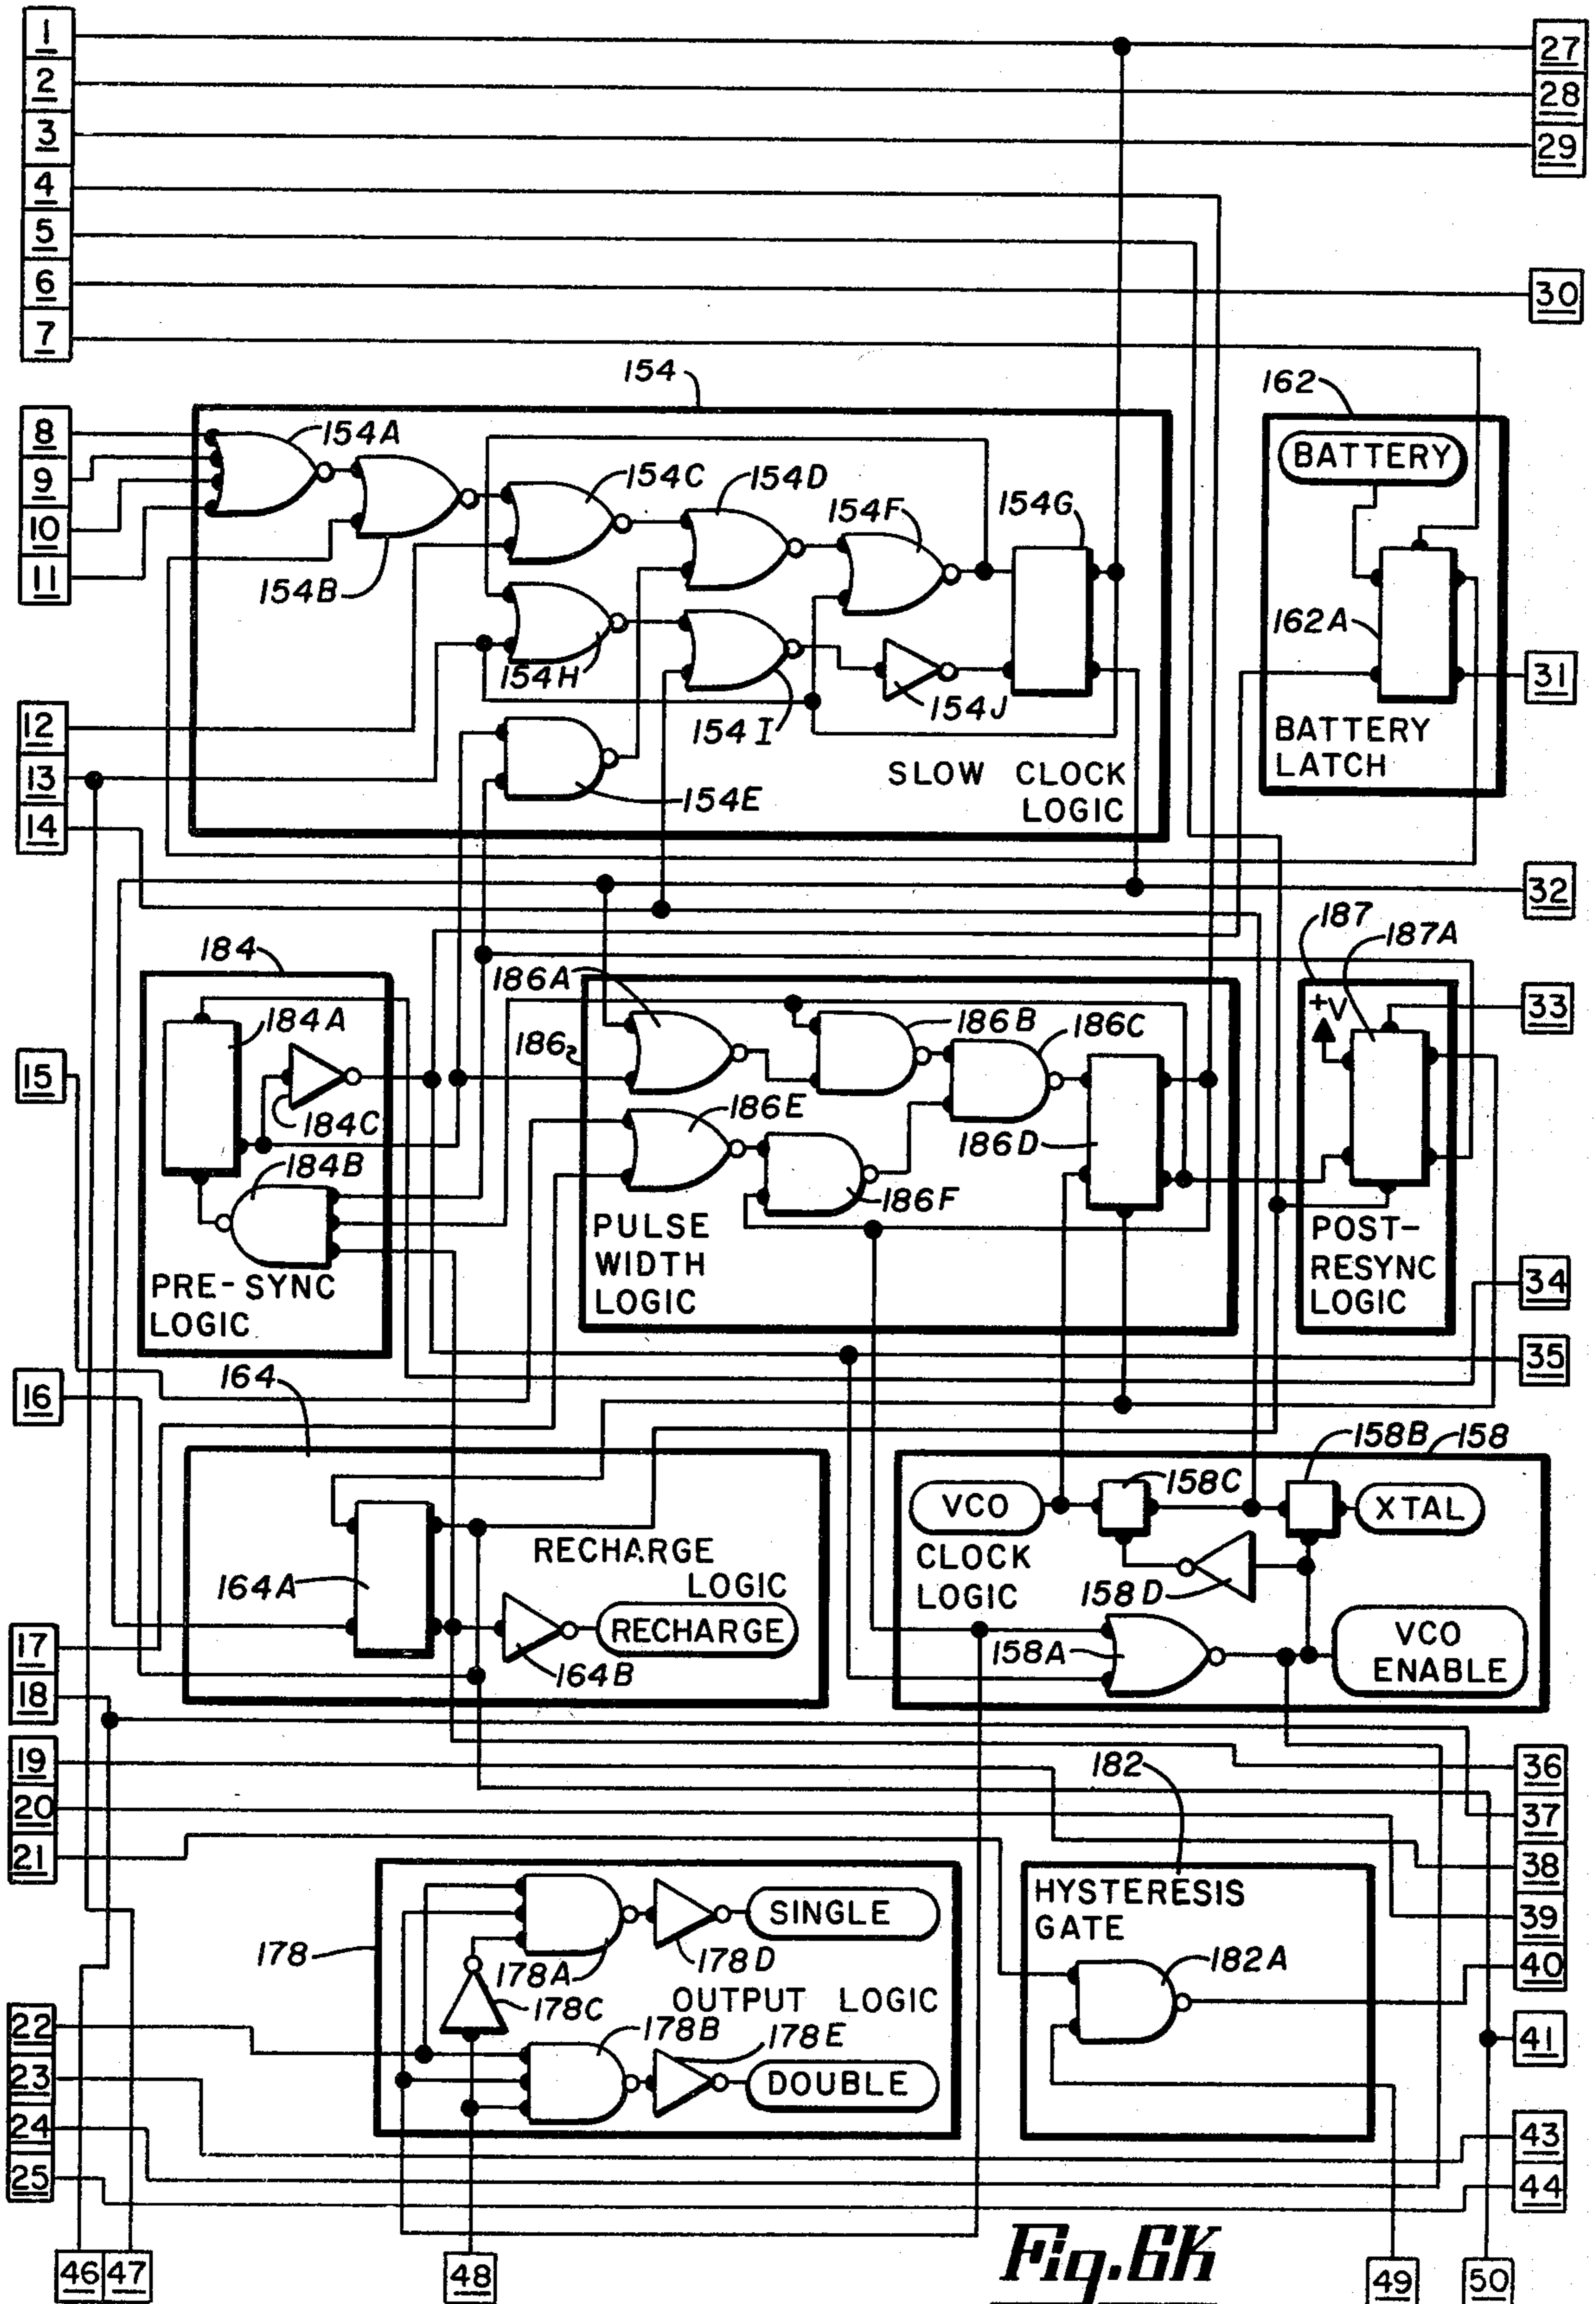 1
27
2
28
3
29
4
5
6
30
7
154
162
8
154A
BATTERY
9
154C
154D
10
154F
154G
11
154B
162A
154H
31
154J
12
154I
BATTERY
LATCH
13
SLOW CLOCK
LOGIC
154E
14
32
187
187A
184
186A
+V
33
184A
186B
186C
186
15
184C
186E
186D
184B
186F
PULSE
WIDTH
LOGIC
POST-
RESYNC
LOGIC
34
PRE-SYNC
LOGIC
35
16
164
158B
158
158C
VCO
XTAL
RECHARGE
LOGIC
CLOCK
LOGIC
164A
158D
17
RECHARGE
158A
VCO
ENABLE
164B
18
19
182
36
20
37
21
38
HYSTERESIS
GATE
SINGLE
39
178
178A
178D
182A
40
178C
OUTPUT LOGIC
22
178B
178E
41
23
DOUBLE
24
43
25
44
Fig.6K
46
47
48
49
50